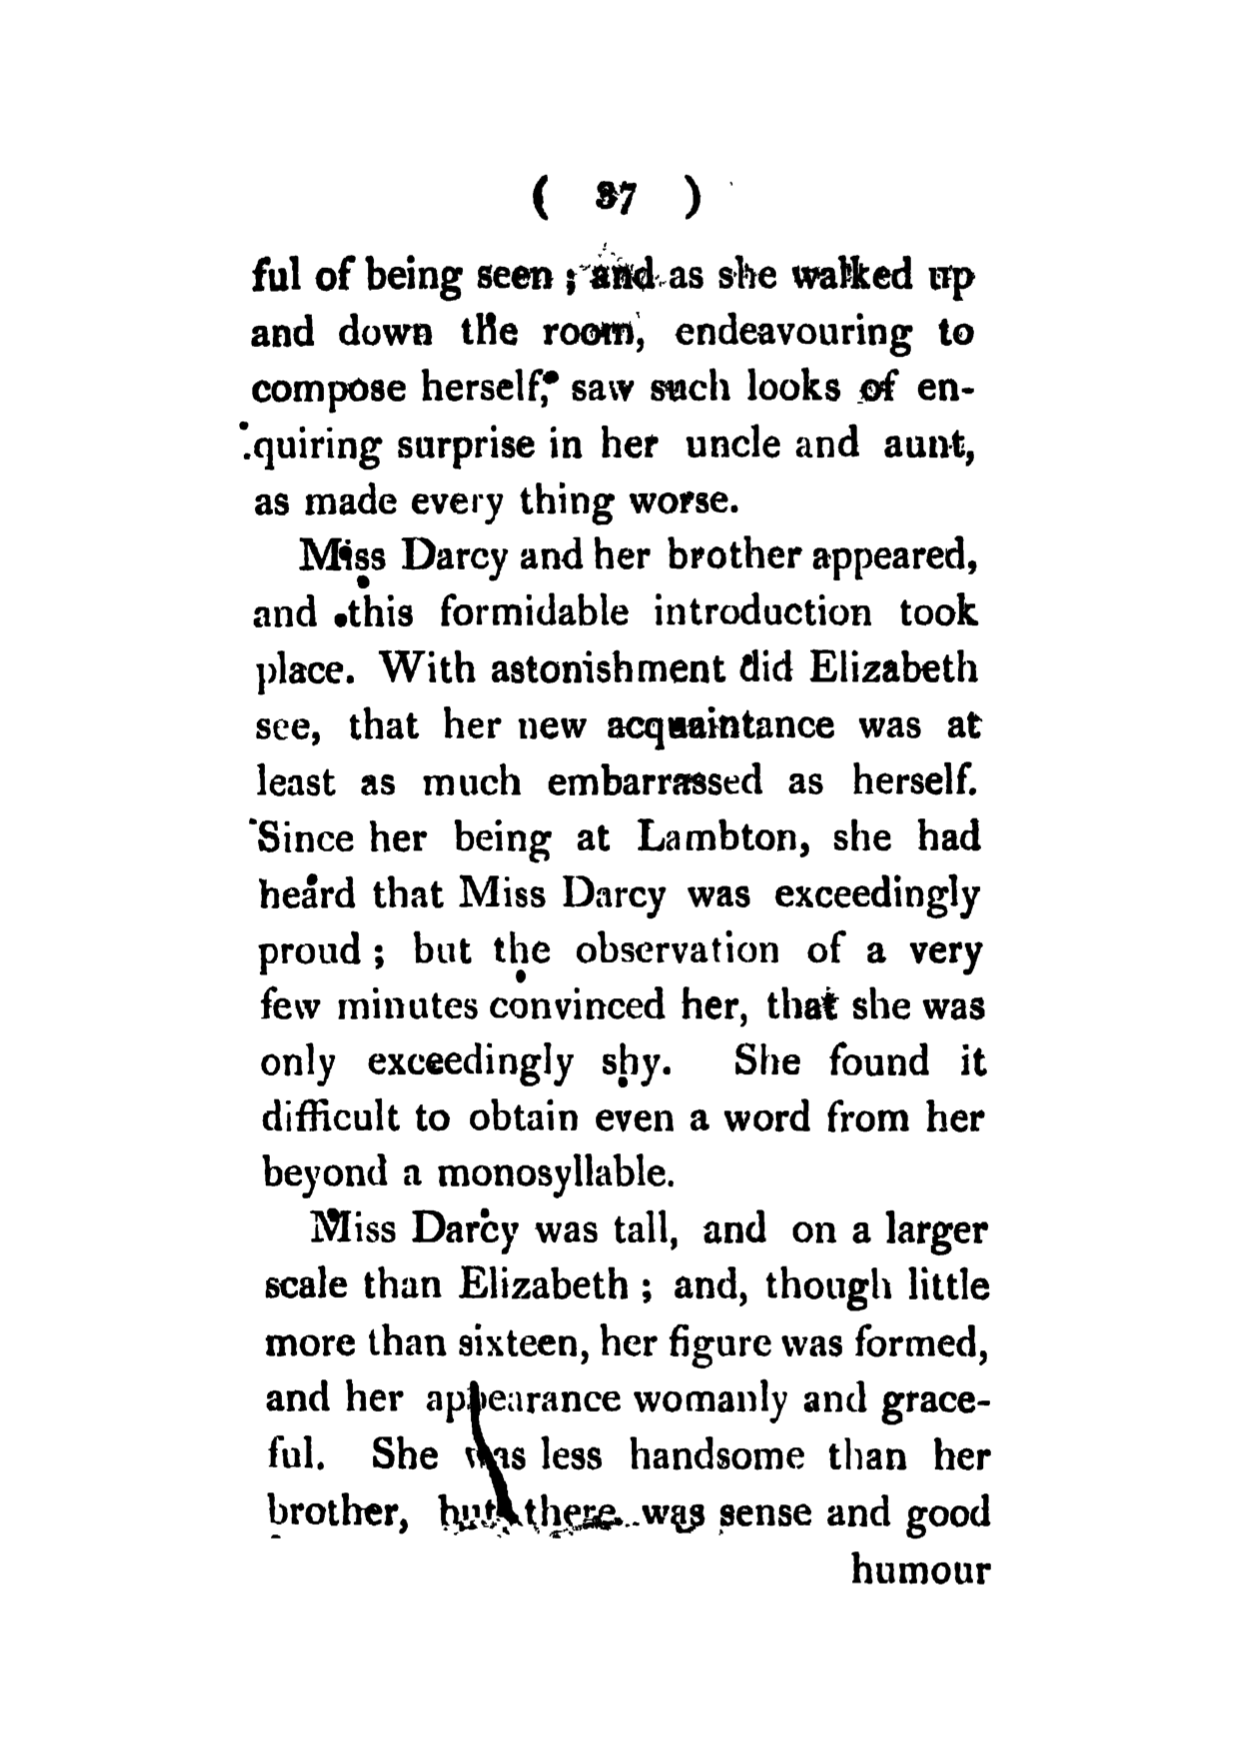 ( 37 )
ful of being seen ; and as she walked up
and down the room, endeavouring to
compose herself, saw such looks of en-
quiring surprise in her uncle and aunt,
as made every thing worse.
Miss Darcy and her brother appeared,
and this formidable introduction took
place. With astonishment did Elizabeth
see, that her new acquaintance was at
least as much embarrassed as herself.
Since her being at Lambton, she had
heard that Miss Darcy was exceedingly
proud ; but the observation of a very
few minutes convinced her, that she was
only exceedingly shy. She found it
difficult to obtain even a word from her
beyond a monosyllable.
Miss Darcy was tall, and on a larger
scale than Elizabeth ; and, though little
more than sixteen, her figure was formed,
and her appearance womanly and grace-
ful. She was less handsome than her
brother, but there was sense and good
humour